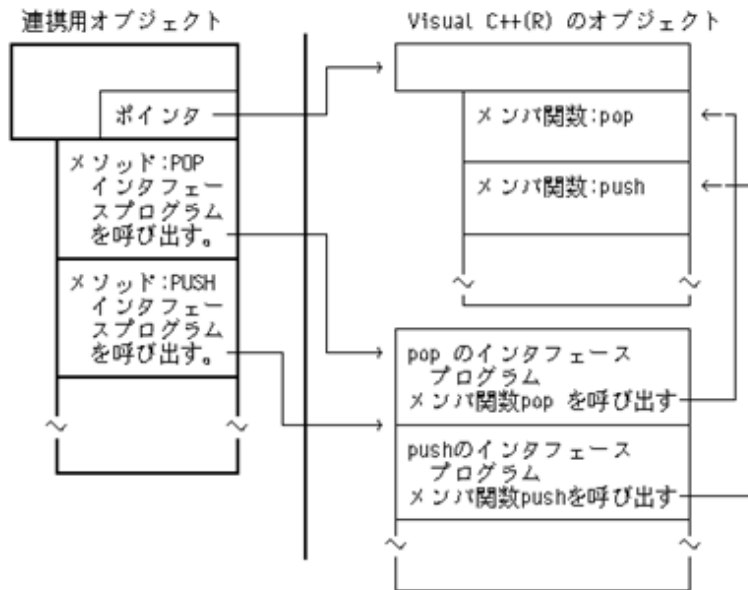 連携用オブジェクト
ポインタ
メソッド:POP
インタフェー
スプログラム
を呼び出す。
メソッド:PUSH
インタフェー
スプログラム
を呼び出す。
Visual C++(R) のオブジェクト
メンバ関数:pop
メンバ関数:push
pop のインタフェース
プログラム
メンバ関数pop を呼び出す
pushのインタフェース
プログラム
メンバ関数pushを呼び出す